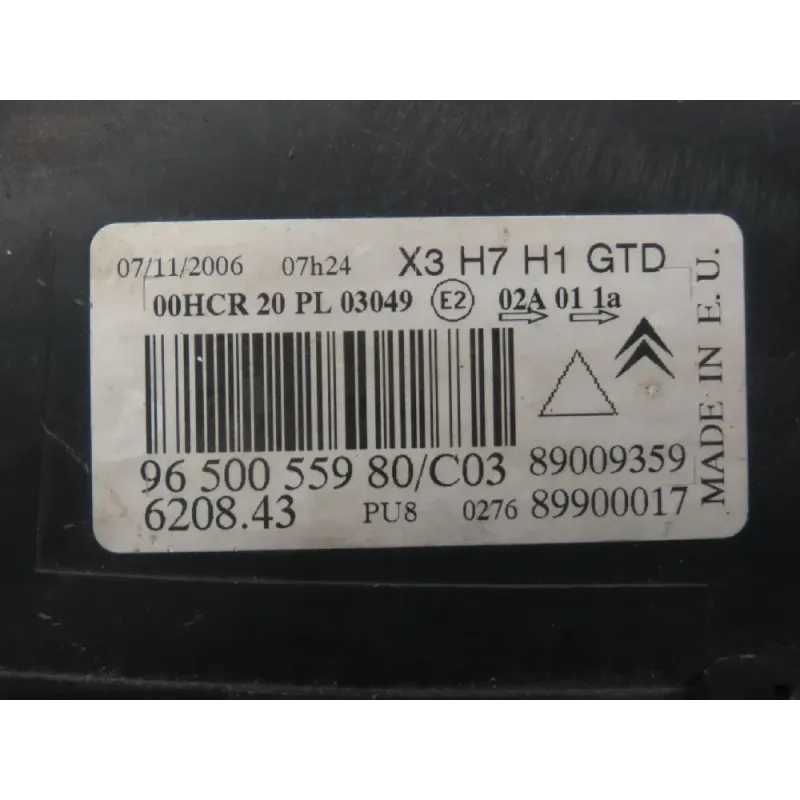 07/11/2006 07h24 X3 H7 H1 GTD
00HCR 20 PL 03049 E2 02A 01 1a
96 500 559 80/C03 89009359
6208.43 PU8 0276 89900017
MADE IN E. U.